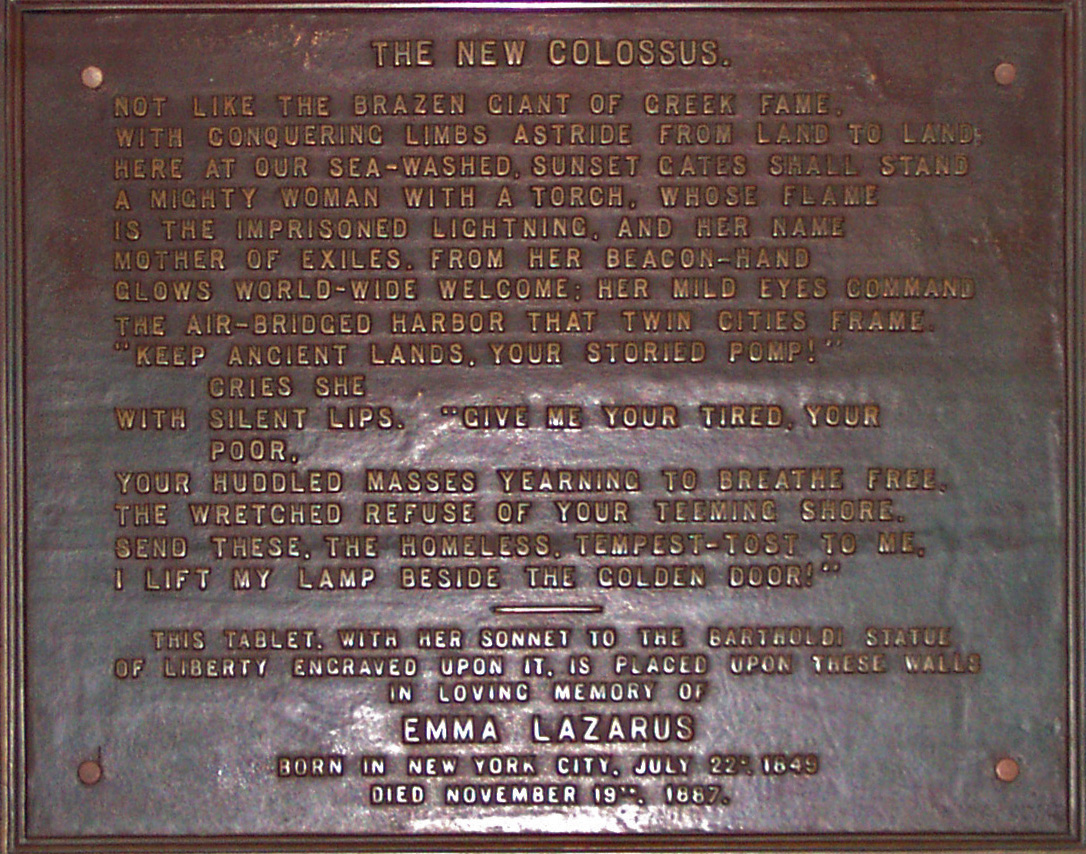 THE NEW COLOSSUS.
NOT LIKE THE BRAZEN GIANT OF GREEK FAME,
WITH CONQUERING LIMBS ASTRIDE FROM LAND TO LAND;
HERE AT OUR SEA-WASHED, SUNSET GATES SHALL STAND
A MIGHTY WOMAN WITH A TORCH, WHOSE FLAME
IS THE IMPRISONED LIGHTNING, AND HER NAME
MOTHER OF EXILES. FROM HER BEACON-HAND
GLOWS WORLD-WIDE WELCOME; HER MILD EYES COMMAND
THE AIR-BRIDGED HARBOR THAT TWIN CITIES FRAME.
"KEEP ANCIENT LANDS, YOUR STORIED POMP!"
CRIES SHE
WITH SILENT LIPS. "GIVE ME YOUR TIRED, YOUR
POOR,
YOUR HUDDLED MASSES YEARNING TO BREATHE FREE,
THE WRETCHED REFUSE OF YOUR TEEMING SHORE.
SEND THESE, THE HOMELESS, TEMPEST-TOST TO ME,
I LIFT MY LAMP BESIDE THE GOLDEN DOOR!"
THIS TABLET, WITH HER SONNET TO THE BARTHOLDI STATUE
OF LIBERTY ENGRAVED UPON IT, IS PLACED UPON THESE WALLS
IN LOVING MEMORY OF
EMMA LAZARUS
BORN IN NEW YORK CITY, JULY 22ᴰ, 1849
DIED NOVEMBER 19ᵀᴴ, 1887.